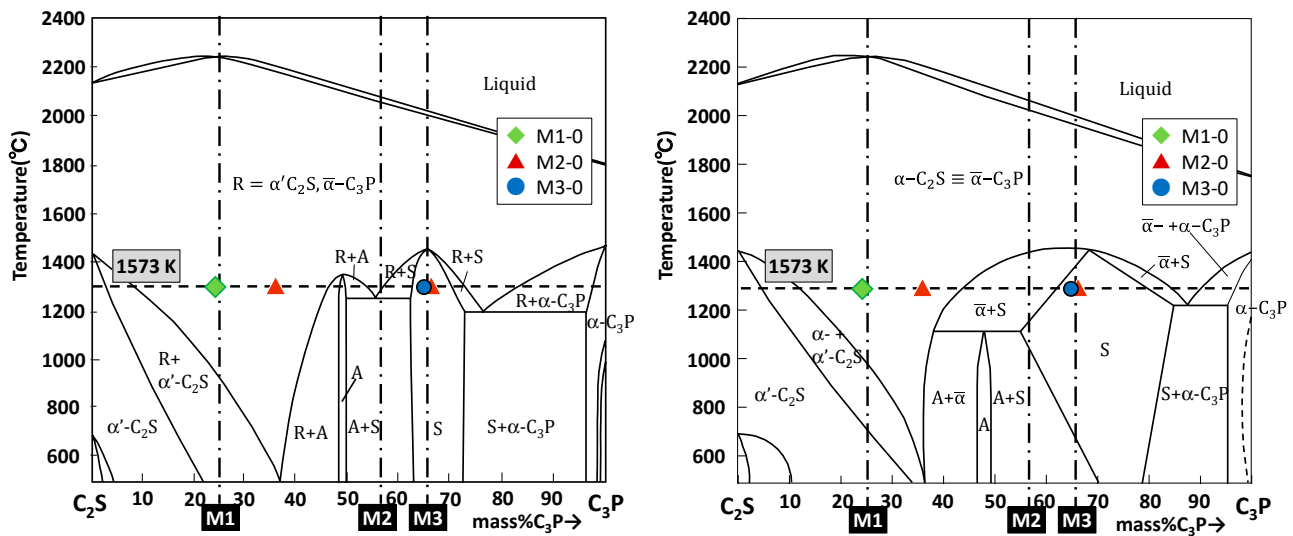 2400
2200
2000
1800
1600
1400
1200
1000
800
600
Temperature(℃)
Liquid
M1-0
M2-0
M3-0
R = α′C₂S, α̅−C₃P
1573 K
R+A
R+S
R+S
R+α-C₃P
α-C₃P
R+
α'-C₂S
α'-C₂S
R+A
A
A+S
S
S+α-C₃P
C₂S
10
20
30
40
50
60
70
80
90
C₃P
M1
M2
M3
mass%C₃P→
2400
2200
2000
1800
1600
1400
1200
1000
800
600
Temperature(℃)
Liquid
M1-0
M2-0
M3-0
α−C₂S ≡ α̅−C₃P
α̅- +α-C₃P
1573 K
α̅+S
α̅+S
α-C₃P
α- +
α'-C₂S
α'-C₂S
A+α̅
A
A+S
S
S+α-C₃P
C₂S
10
20
30
40
50
60
70
80
90
C₃P
M1
M2
M3
mass%C₃P→